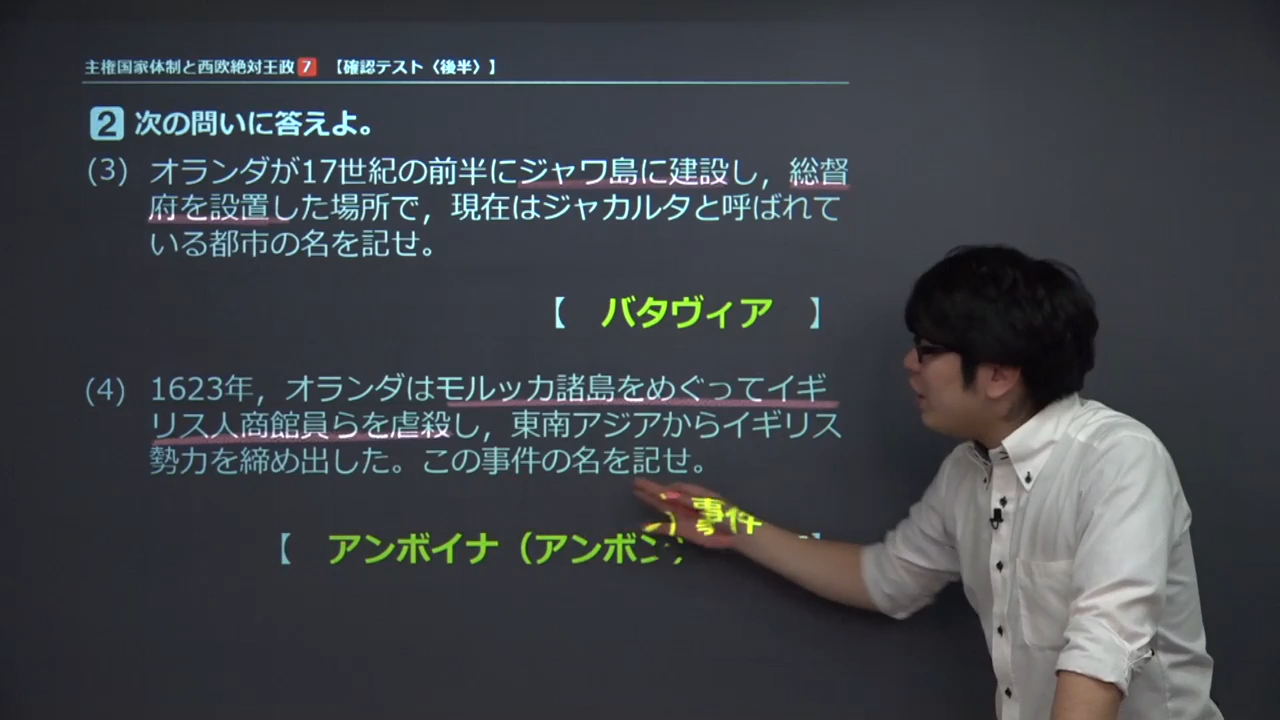 主権国家体制と西欧絶対王政 7 【確認テスト〈後半〉】
2 次の問いに答えよ。
(3) オランダが17世紀の前半にジャワ島に建設し，総督
府を設置した場所で，現在はジャカルタと呼ばれて
いる都市の名を記せ。
【 バタヴィア 】
(4) 1623年，オランダはモルッカ諸島をめぐってイギ
リス人商館員らを虐殺し，東南アジアからイギリス
勢力を締め出した。この事件の名を記せ。
【 アンボイナ（アンボン） 事件 】